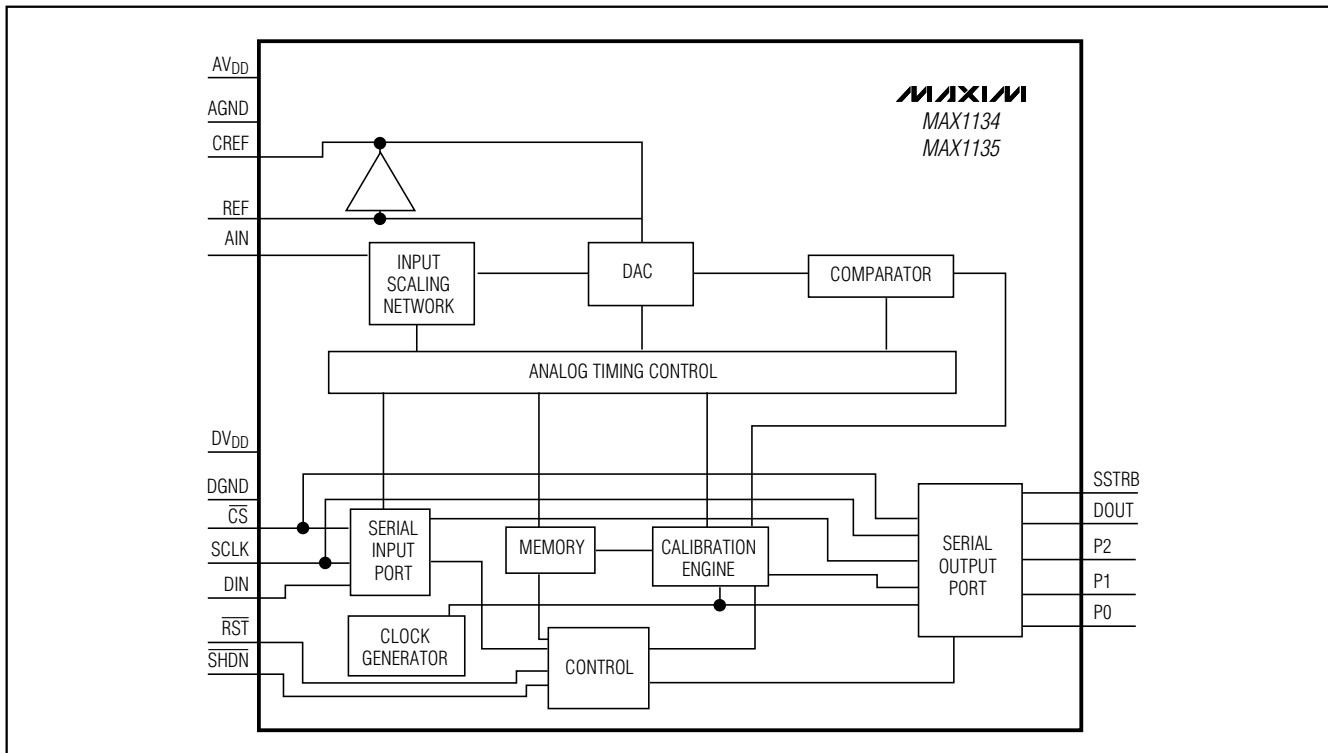 AVDD
AGND
CREF
REF
AIN
MAXIM
MAX1134
MAX1135
INPUT
SCALING
NETWORK
DAC
COMPARATOR
ANALOG TIMING CONTROL
DVDD
DGND
CS
SCLK
DIN
RST
SHDN
SERIAL
INPUT
PORT
MEMORY
CALIBRATION
ENGINE
CLOCK
GENERATOR
CONTROL
SERIAL
OUTPUT
PORT
SSTRB
DOUT
P2
P1
P0